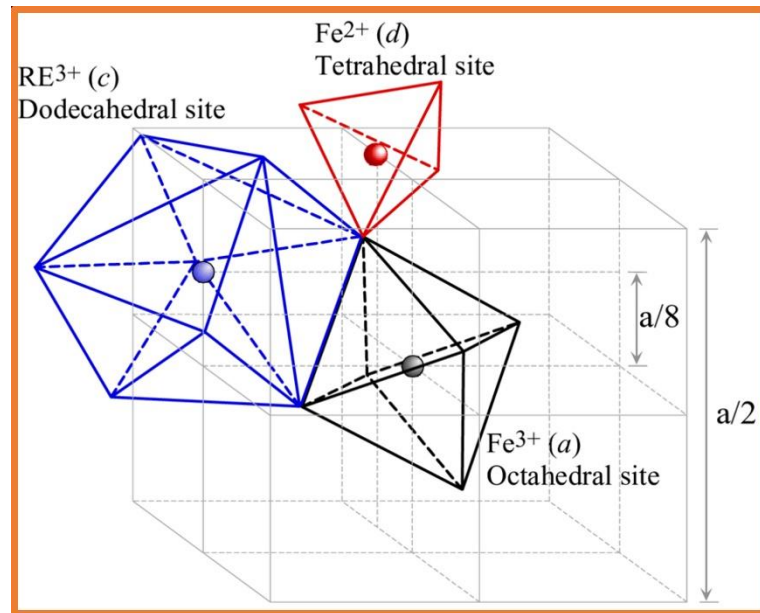 Fe²⁺ (d)
Tetrahedral site
RE³⁺ (c)
Dodecahedral site
a/8
a/2
Fe³⁺ (a)
Octahedral site